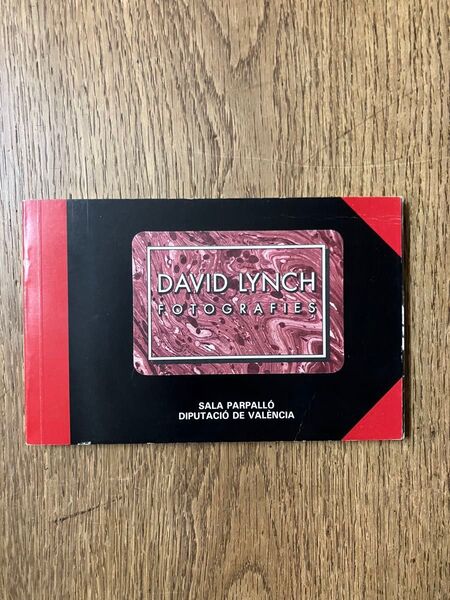 DAVID LYNCH
FOTOGRAFIES
SALA PARPALLÓ
DIPUTACIÓ DE VALÈNCIA